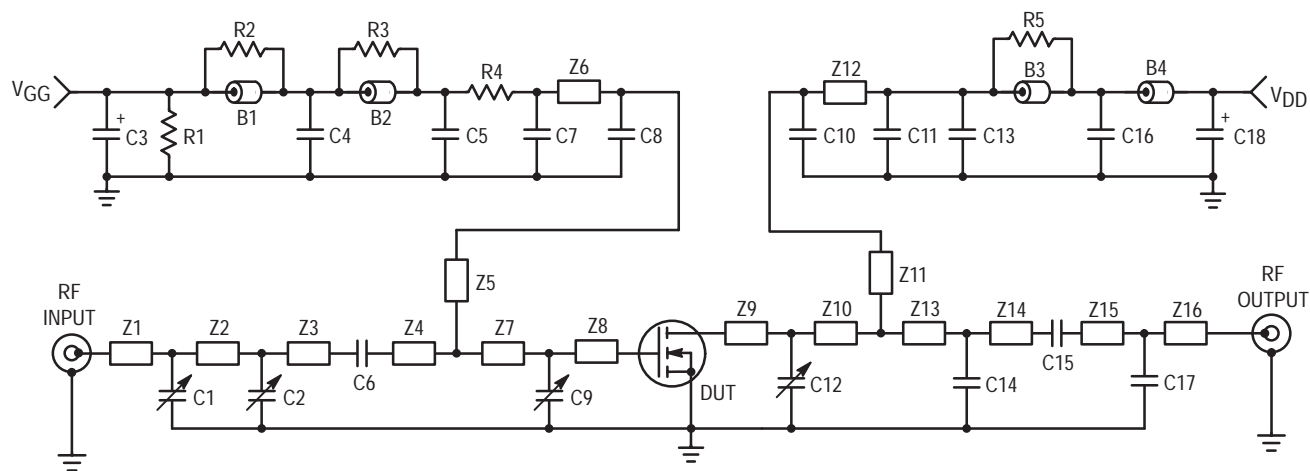 R2 R3 R5
VGG B1 B2 R4 Z6 Z12 B3 B4 VDD
+ C3 R1 C4 C5 C7 C8 C10 C11 C13 C16 + C18
Z5 Z11
RF INPUT
Z1 Z2 Z3 Z4 Z7 Z8 Z9 Z10 Z13 Z14 Z15 Z16
RF OUTPUT
C1 C2 C6 C9 DUT C12 C14 C15 C17